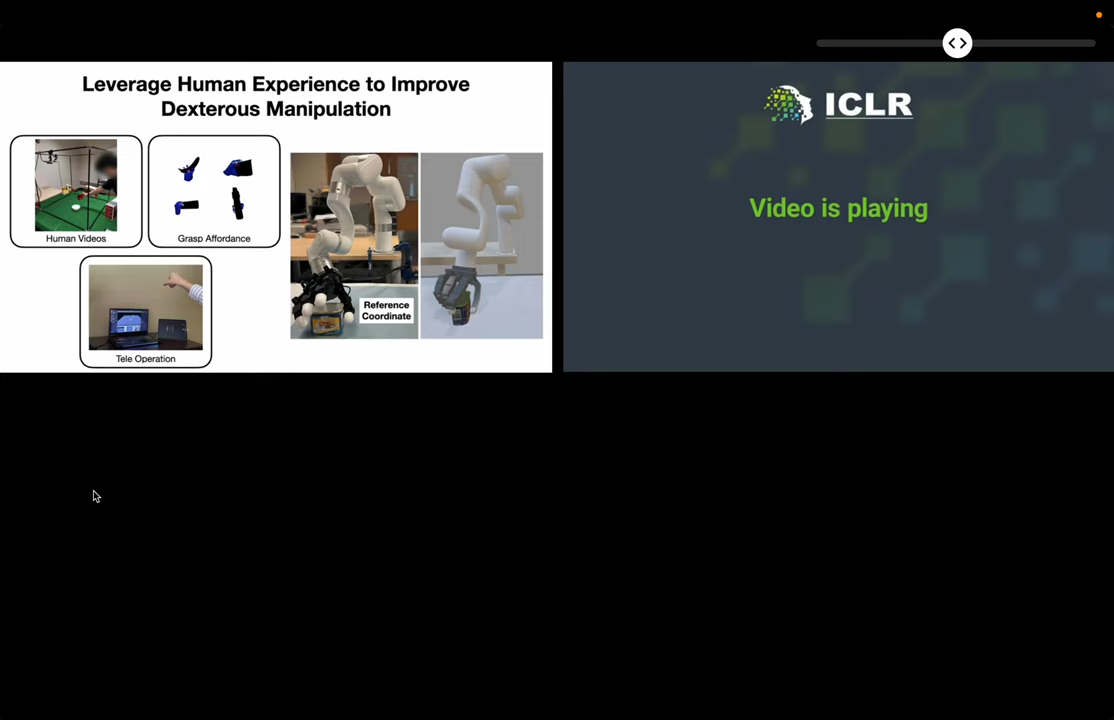 Leverage Human Experience to Improve
Dexterous Manipulation
Human Videos
Grasp Affordance
Reference
Coordinate
Tele Operation
ICLR
Video is playing